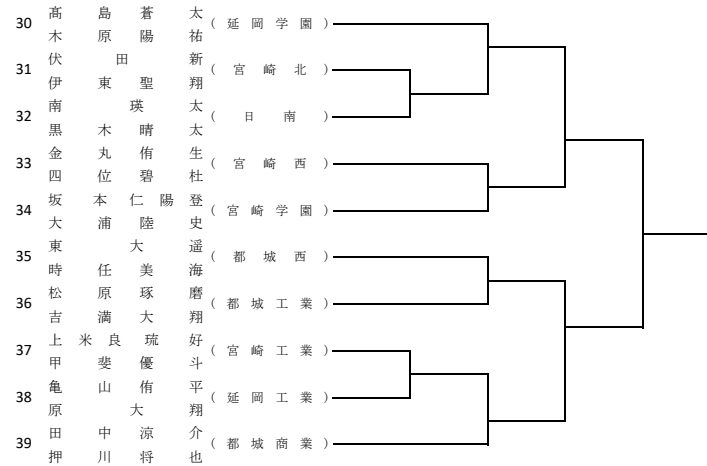 髙島蒼太
30 (延岡学園)
木原陽祐
伏田新
31 (宮崎北)
伊東聖翔
南瑛太
32 (日南)
黒木晴太
金丸侑生
33 (宮崎西)
四位碧杜
坂本仁陽登
34 (宮崎学園)
大浦陸史
東大遥
35 (都城西)
時任美海
松原琢磨
36 (都城工業)
吉満大翔
上米良琉好
37 (宮崎工業)
甲斐優斗
亀山侑平
38 (延岡工業)
原大翔
田中涼介
39 (都城商業)
押川将也